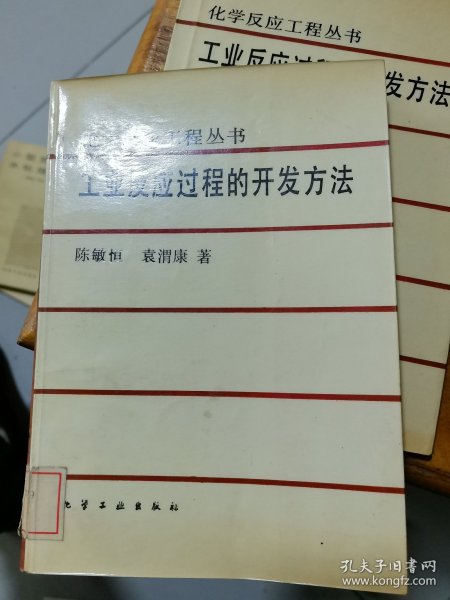 化学反应工程丛书
工业反应过 发方法
工程丛书
工业反应过程的开发方法
陈敏恒 袁渭康 著
化学工业出版社
孔夫子旧书网
www.kongfz.com